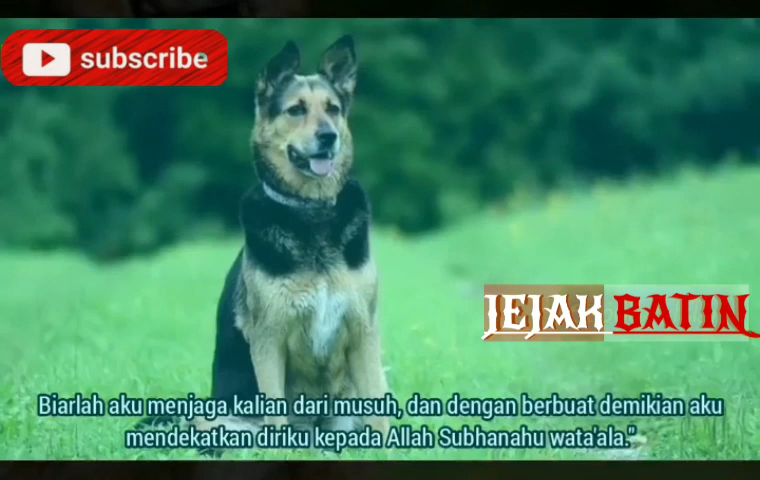 subscribe
JEJAK BATIN
Biarlah aku menjaga kalian dari musuh, dan dengan berbuat demikian aku
mendekatkan diriku kepada Allah Subhanahu wata'ala."